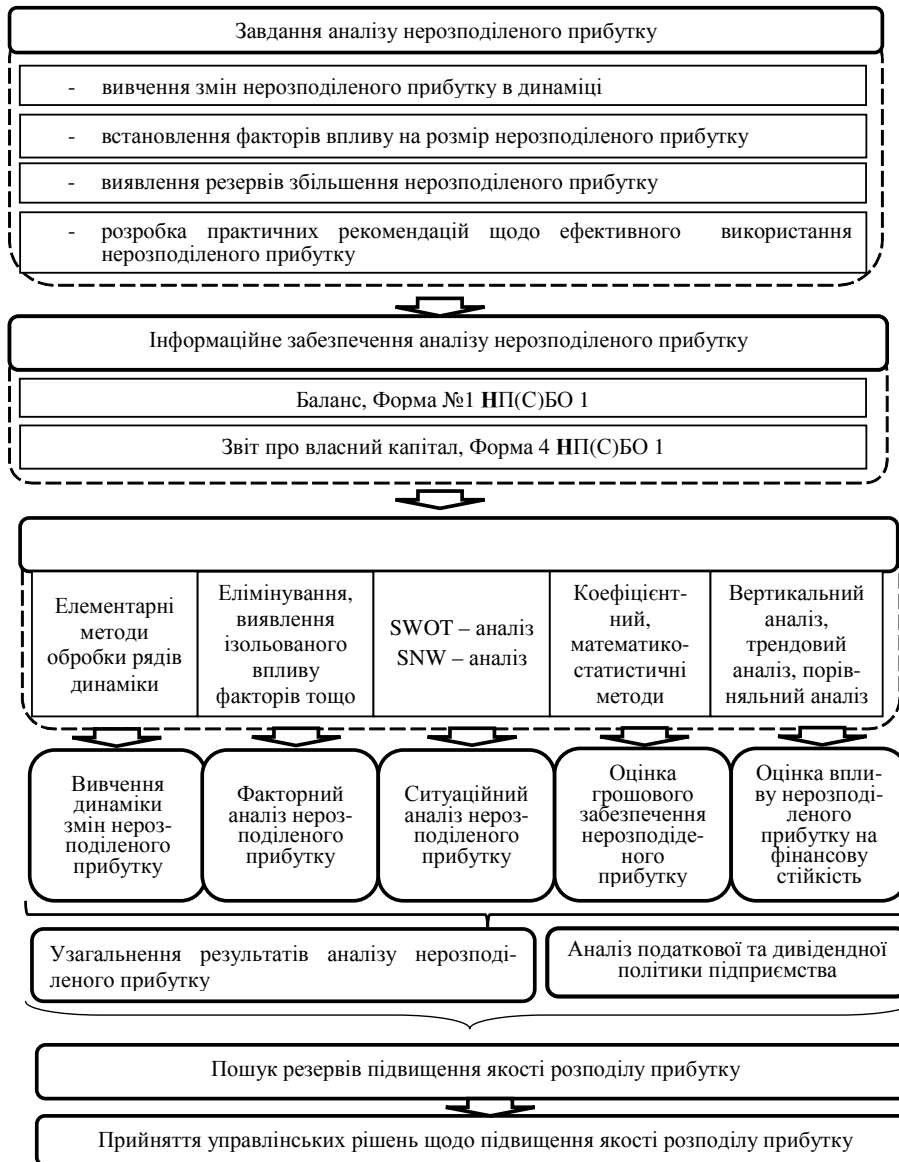 Завдання аналізу нерозподіленого прибутку
- вивчення змін нерозподіленого прибутку в динаміці
- встановлення факторів впливу на розмір нерозподіленого прибутку
- виявлення резервів збільшення нерозподіленого прибутку
- розробка практичних рекомендацій щодо ефективного використання
нерозподіленого прибутку
Інформаційне забезпечення аналізу нерозподіленого прибутку
Баланс, Форма №1 НП(С)БО 1
Звіт про власний капітал, Форма 4 НП(С)БО 1
Елементарні
методи
обробки рядів
динаміки
Елімінування,
виявлення
ізольованого
впливу
факторів тощо
SWOT – аналіз
SNW – аналіз
Коефіцієнт-
ний,
математико-
статистичні
методи
Вертикальний
аналіз,
трендовий
аналіз, порів-
няльний аналіз
Вивчення
динаміки
змін нероз-
поділеного
прибутку
Факторний
аналіз нероз-
поділеного
прибутку
Ситуаційний
аналіз нероз-
поділеного
прибутку
Оцінка
грошового
забезпечення
нерозподіде-
ного
прибутку
Оцінка впли-
ву нерозподі-
леного
прибутку на
фінансову
стійкість
Узагальнення результатів аналізу нерозподі-
леного прибутку
Аналіз податкової та дивідендної
політики підприємства
Пошук резервів підвищення якості розподілу прибутку
Прийняття управлінських рішень щодо підвищення якості розподілу прибутку